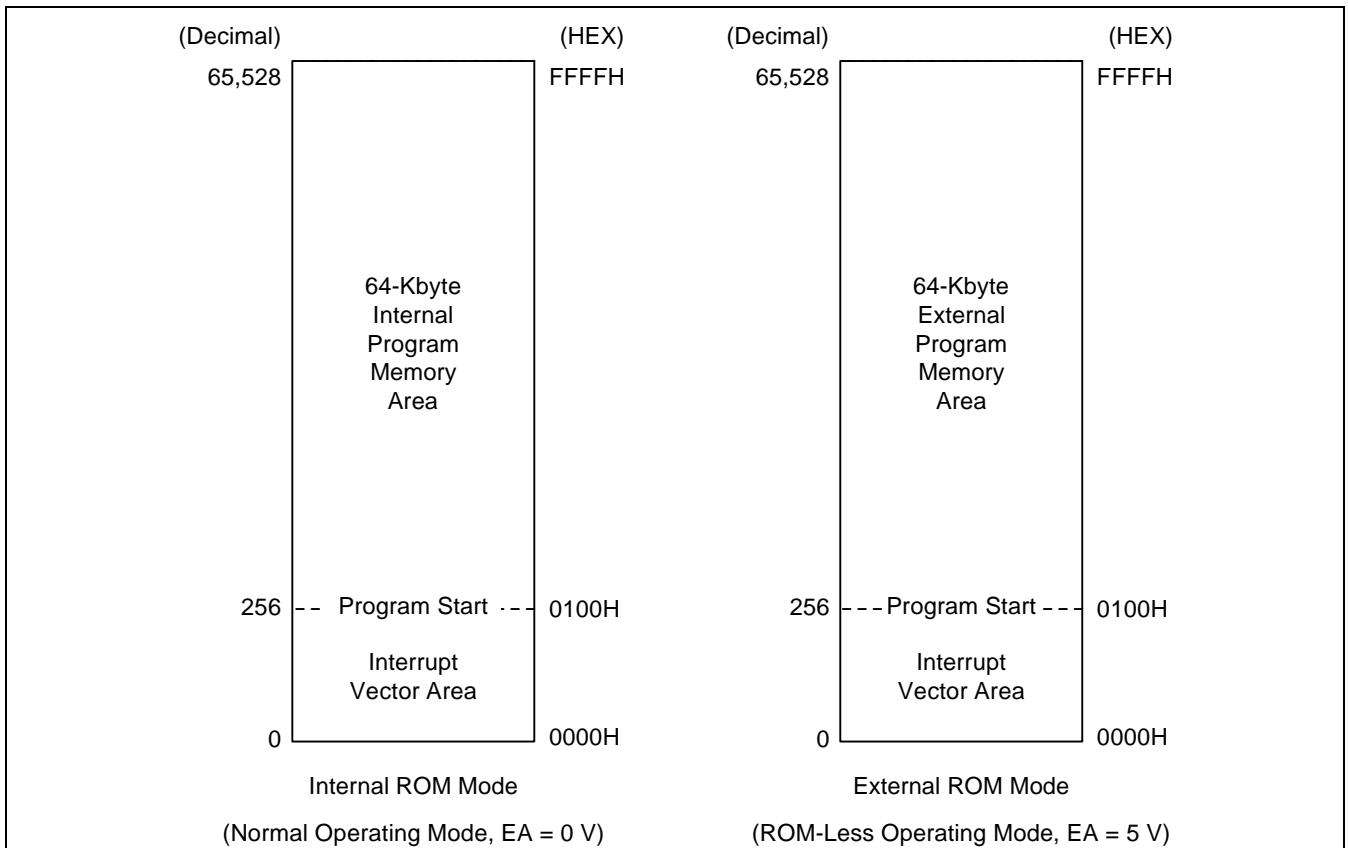 (Decimal) (HEX)
65,528 FFFFH
64-Kbyte
Internal
Program
Memory
Area
256 Program Start 0100H
Interrupt
Vector Area
0 0000H
Internal ROM Mode
(Normal Operating Mode, EA = 0 V)
(Decimal) (HEX)
65,528 FFFFH
64-Kbyte
External
Program
Memory
Area
256 Program Start 0100H
Interrupt
Vector Area
0 0000H
External ROM Mode
(ROM-Less Operating Mode, EA = 5 V)